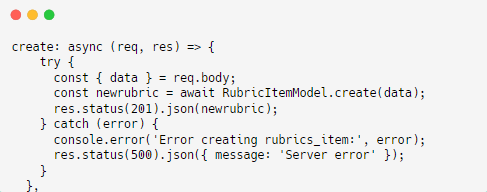 create: async (req, res) => {
    try {
      const { data } = req.body;
      const newrubric = await RubricItemModel.create(data);
      res.status(201).json(newrubric);
    } catch (error) {
      console.error('Error creating rubrics_item:', error);
      res.status(500).json({ message: 'Server error' });
    }
  },